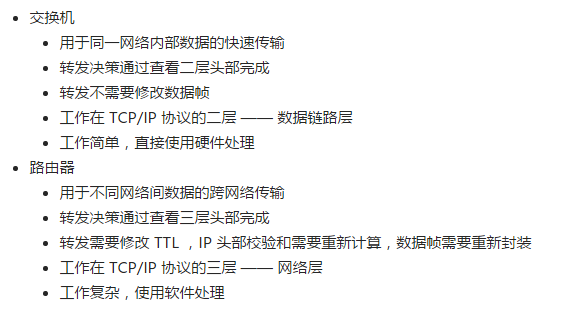 交换机
用于同一网络内部数据的快速传输
转发决策通过查看二层头部完成
转发不需要修改数据帧
工作在 TCP/IP 协议的二层 —— 数据链路层
工作简单，直接使用硬件处理
路由器
用于不同网络间数据的跨网络传输
转发决策通过查看三层头部完成
转发需要修改 TTL ，IP 头部校验和需要重新计算，数据帧需要重新封装
工作在 TCP/IP 协议的三层 —— 网络层
工作复杂，使用软件处理